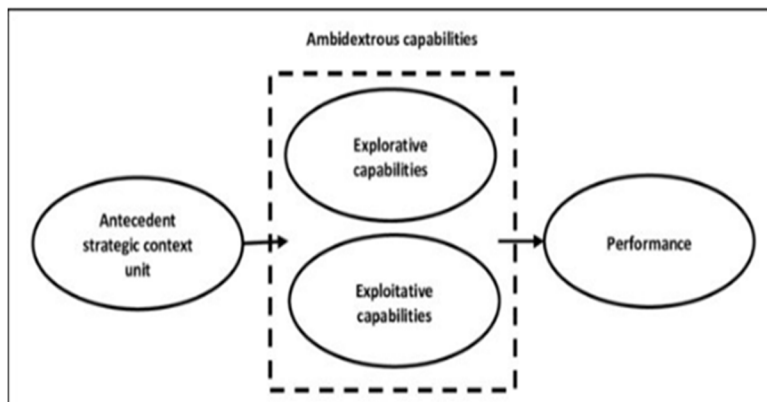 Ambidextrous capabilities
Explorative
capabilities
Antecedent
strategic context
unit
Performance
Exploitative
capabilities